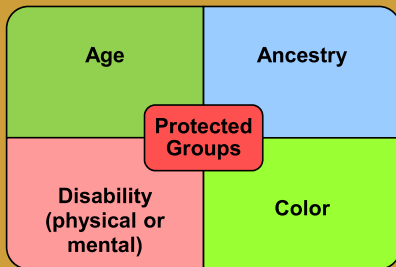 Age
Ancestry
Protected
Groups
Disability
(physical or
mental)
Color